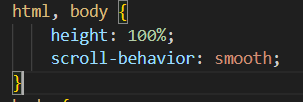 html, body {
    height: 100%;
    scroll-behavior: smooth;
}